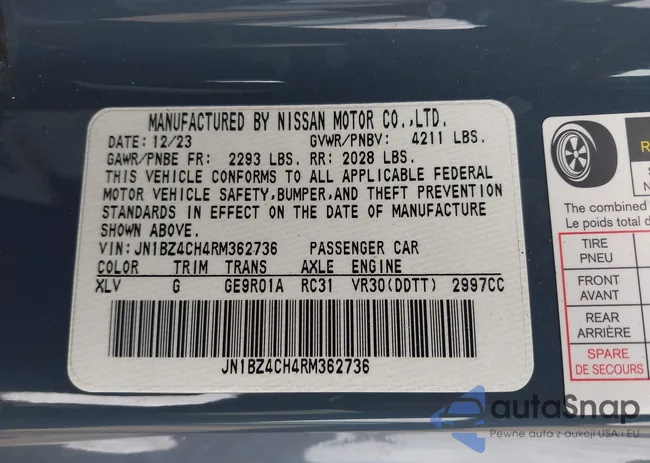 MANUFACTURED BY NISSAN MOTOR CO.,LTD.
DATE: 12/23 GVWR/PNBV: 4211 LBS.
GAWR/PNBE FR: 2293 LBS. RR: 2028 LBS.
THIS VEHICLE CONFORMS TO ALL APPLICABLE FEDERAL
MOTOR VEHICLE SAFETY,BUMPER,AND THEFT PREVENTION
STANDARDS IN EFFECT ON THE DATE OF MANUFACTURE
SHOWN ABOVE.
VIN: JN1BZ4CH4RM362736 PASSENGER CAR
COLOR TRIM TRANS AXLE ENGINE
XLV G GE9R01A RC31 VR30(DDTT) 2997CC
JN1BZ4CH4RM362736
The combined
Le poids total d
TIRE
PNEU
FRONT
AVANT
REAR
ARRIÈRE
SPARE
DE SECOURS
autoSnap
Pewne auta z aukcji USA i EU